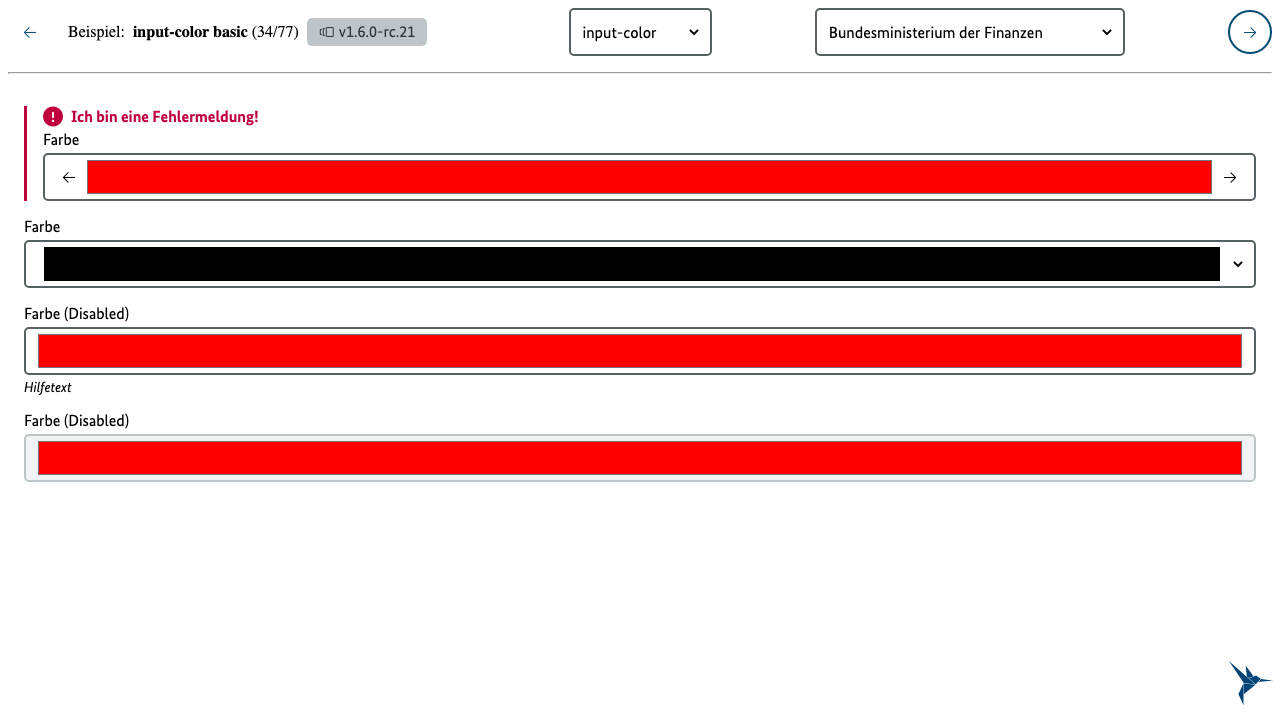 Beispiel: input-color basic (34/77) v1.6.0-rc.21 input-color Bundesministerium der Finanzen
Ich bin eine Fehlermeldung!
Farbe
Farbe
Farbe (Disabled)
Hilfetext
Farbe (Disabled)